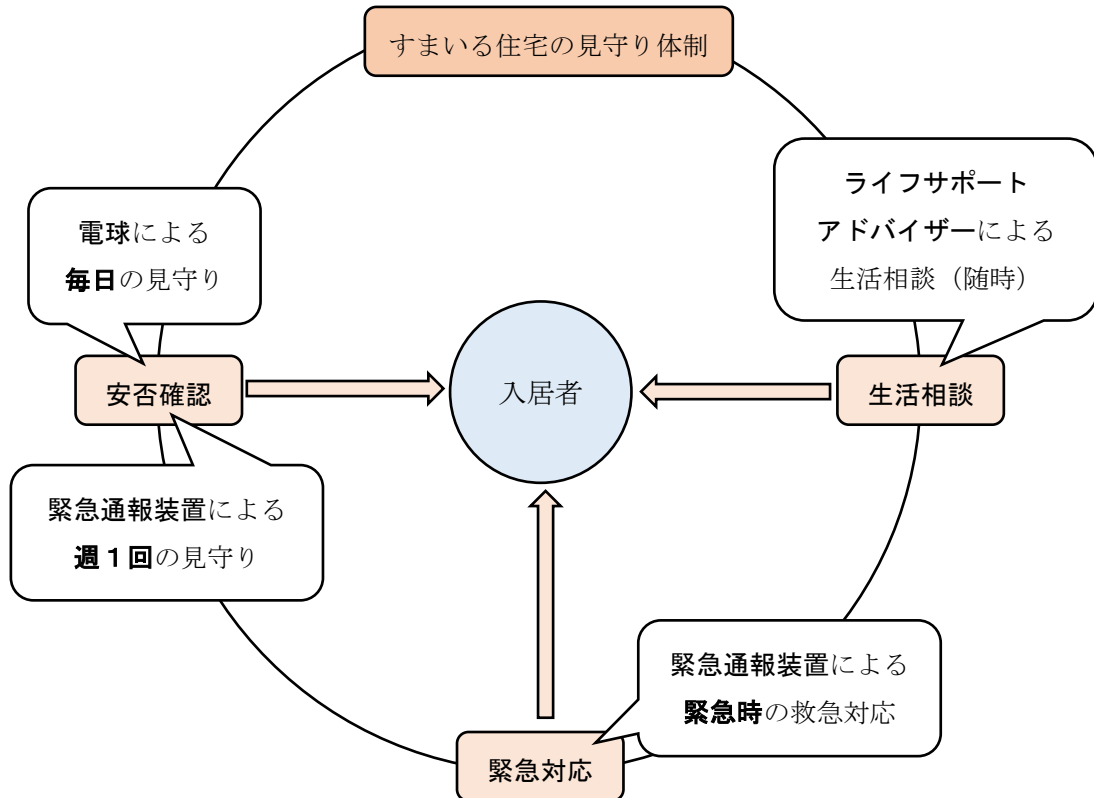 すまいる住宅の見守り体制
電球による
毎日の見守り
ライフサポート
アドバイザーによる
生活相談（随時）
安否確認
入居者
生活相談
緊急通報装置による
週１回の見守り
緊急通報装置による
緊急時の救急対応
緊急対応